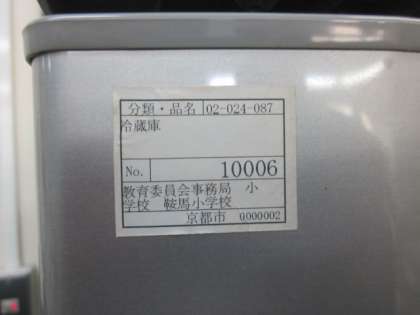 分類・品名 02-024-087
冷蔵庫
No. 10006
教育委員会事務局 小
学校 鞍馬小学校
京都市 0000002